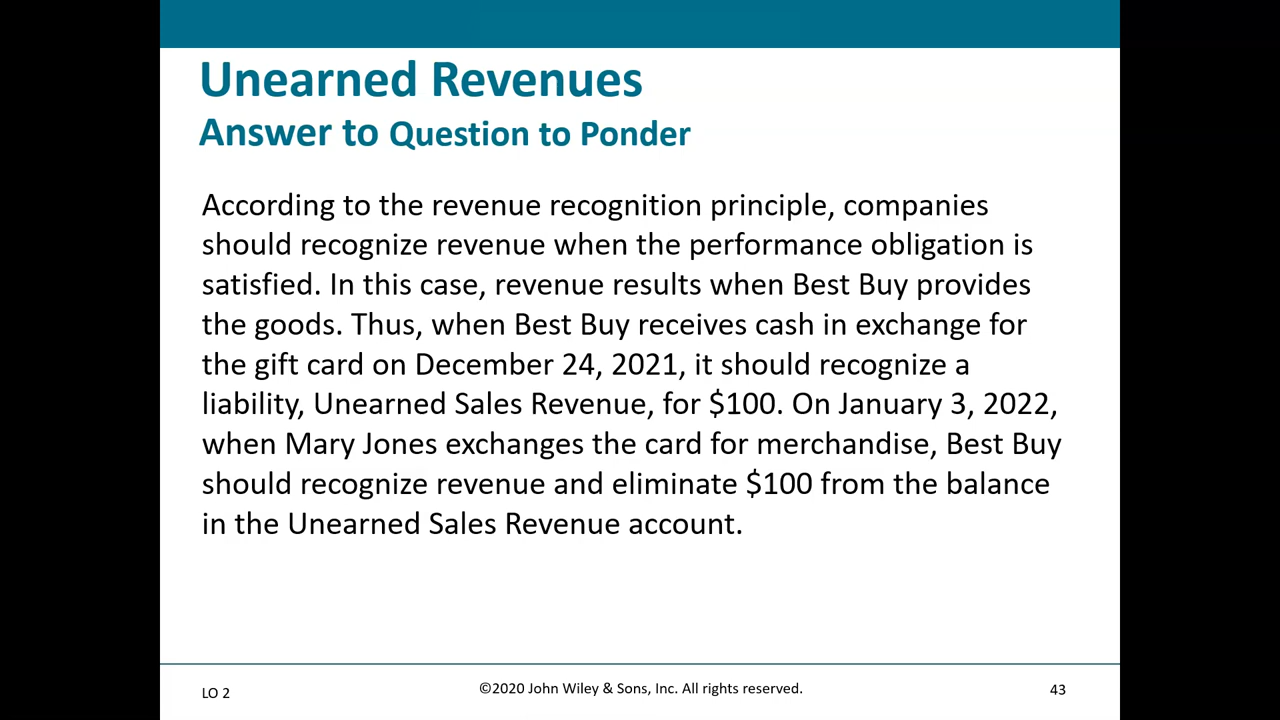 Unearned Revenues
Answer to Question to Ponder
According to the revenue recognition principle, companies
should recognize revenue when the performance obligation is
satisfied. In this case, revenue results when Best Buy provides
the goods. Thus, when Best Buy receives cash in exchange for
the gift card on December 24, 2021, it should recognize a
liability, Unearned Sales Revenue, for $100. On January 3, 2022,
when Mary Jones exchanges the card for merchandise, Best Buy
should recognize revenue and eliminate $100 from the balance
in the Unearned Sales Revenue account.
LO 2
©2020 John Wiley & Sons, Inc. All rights reserved.
43